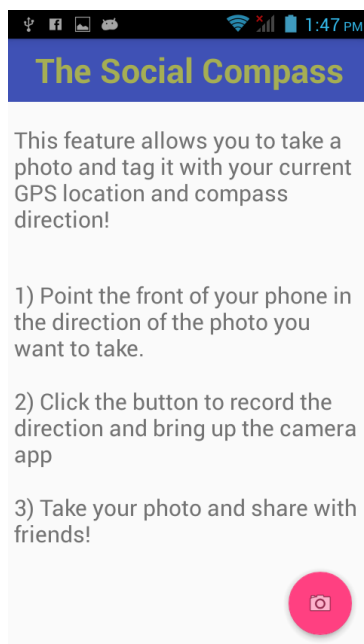 1:47 PM
The Social Compass
This feature allows you to take a
photo and tag it with your current
GPS location and compass
direction!
1) Point the front of your phone in
the direction of the photo you
want to take.
2) Click the button to record the
direction and bring up the camera
app
3) Take your photo and share with
friends!